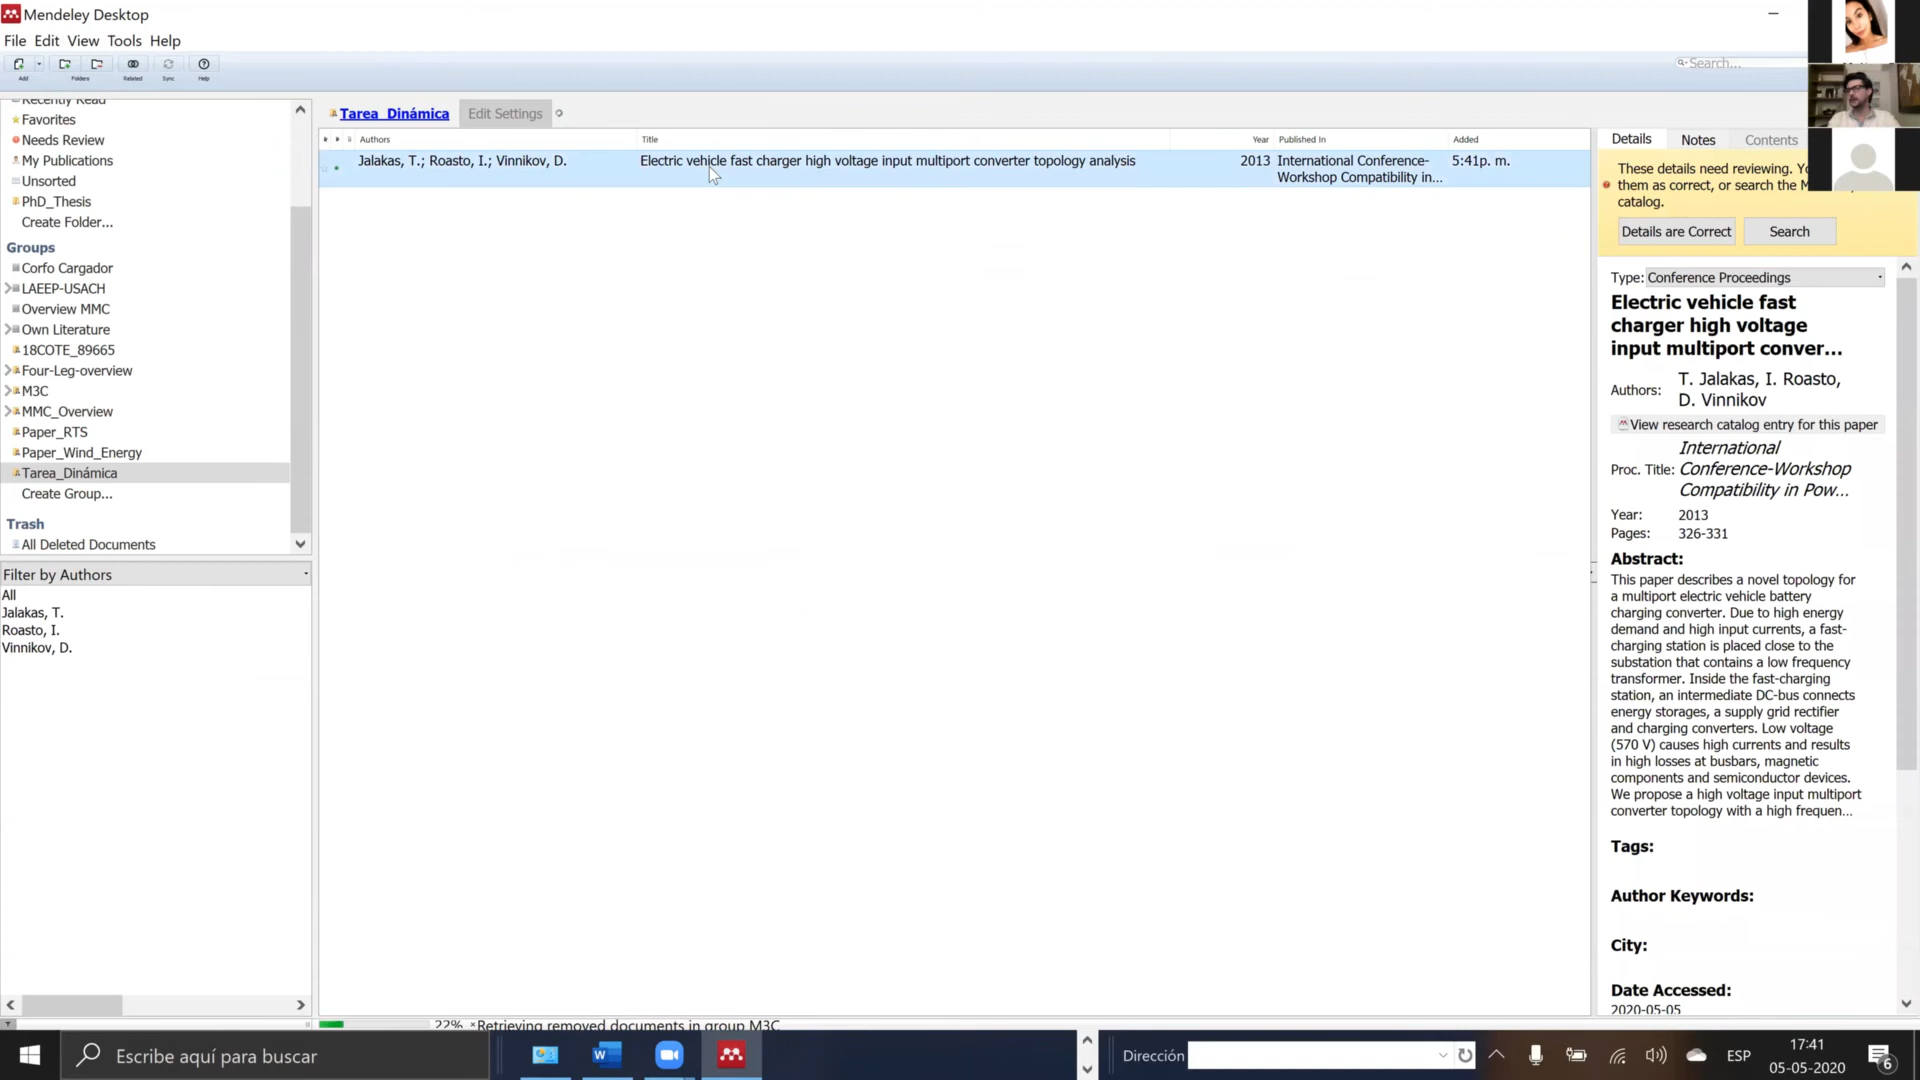 Mendeley Desktop
File Edit View Tools Help
Add Folders Related Sync Help
Search...
Recently Read
Favorites
Needs Review
My Publications
Unsorted
PhD_Thesis
Create Folder...
Groups
Corfo Cargador
LAEEP-USACH
Overview MMC
Own Literature
18COTE_89665
Four-Leg-overview
M3C
MMC_Overview
Paper_RTS
Paper_Wind_Energy
Tarea_Dinámica
Create Group...
Trash
All Deleted Documents
Filter by Authors
All
Jalakas, T.
Roasto, I.
Vinnikov, D.
Tarea_Dinámica Edit Settings
Authors Title Year Published In Added
Jalakas, T.; Roasto, I.; Vinnikov, D. Electric vehicle fast charger high voltage input multiport converter topology analysis 2013 International Conference- 5:41p. m.
Workshop Compatibility in...
Details Notes Contents
These details need reviewing.
them as correct, or search the
catalog.
Details are Correct Search
Type: Conference Proceedings
Electric vehicle fast
charger high voltage
input multiport conver...
Authors: T. Jalakas, I. Roasto,
D. Vinnikov
View research catalog entry for this paper
Proc. Title: International
Conference-Workshop
Compatibility in Pow...
Year: 2013
Pages: 326-331
Abstract:
This paper describes a novel topology for
a multiport electric vehicle battery
charging converter. Due to high energy
demand and high input currents, a fast-
charging station is placed close to the
substation that contains a low frequency
transformer. Inside the fast-charging
station, an intermediate DC-bus connects
energy storages, a supply grid rectifier
and charging converters. Low voltage
(570 V) causes high currents and results
in high losses at busbars, magnetic
components and semiconductor devices.
We propose a high voltage input multiport
converter topology with a high frequen...
Tags:
Author Keywords:
City:
Date Accessed:
2020-05-05
22% Retrieving removed documents in group M3C
Escribe aquí para buscar
Dirección
ESP
17:41
05-05-2020
6